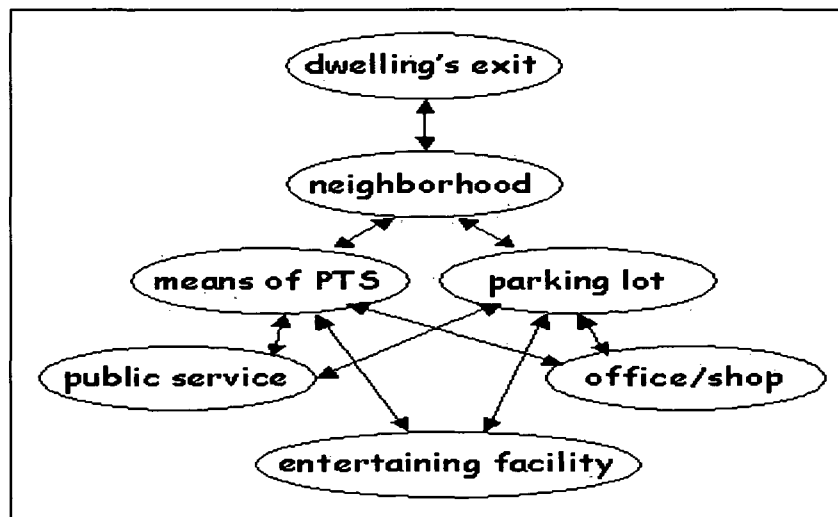 dwelling's exit
neighborhood
means of PTS
parking lot
public service
office/shop
entertaining facility